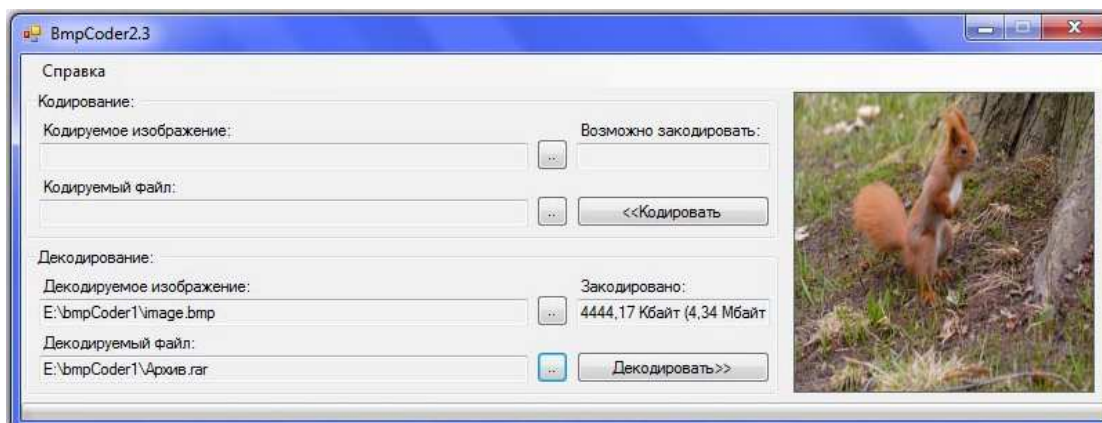 BmpCoder2.3
Справка
Кодирование:
Кодируемое изображение:
Возможно закодировать:
..
Кодируемый файл:
..
<<Кодировать
Декодирование:
Декодируемое изображение:
Закодировано:
E:\bmpCoder1\image.bmp
..
4444,17 Кбайт (4,34 Мбайт
Декодируемый файл:
E:\bmpCoder1\Архив.rar
..
Декодировать>>